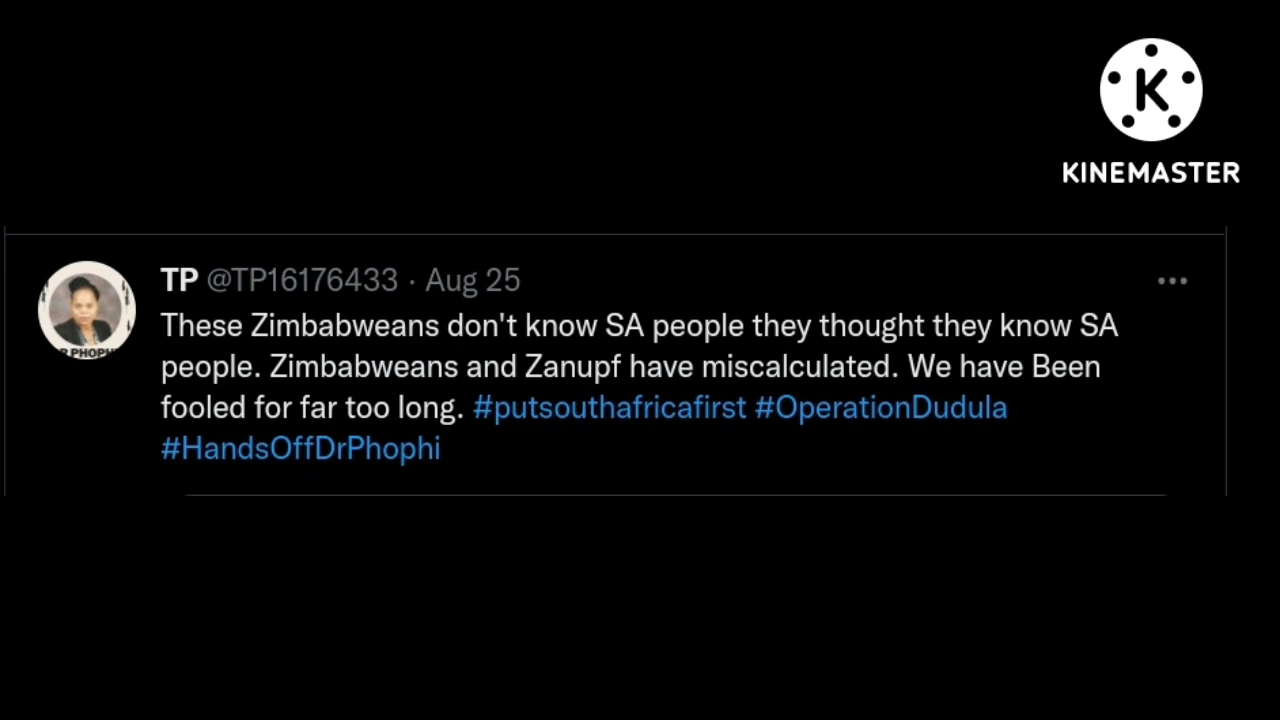 K
KINEMASTER
TP @TP16176433 · Aug 25
These Zimbabweans don't know SA people they thought they know SA
people. Zimbabweans and Zanupf have miscalculated. We have Been
fooled for far too long. #putsouthafricafirst #OperationDudula
#HandsOffDrPhophi
R PHOPHI